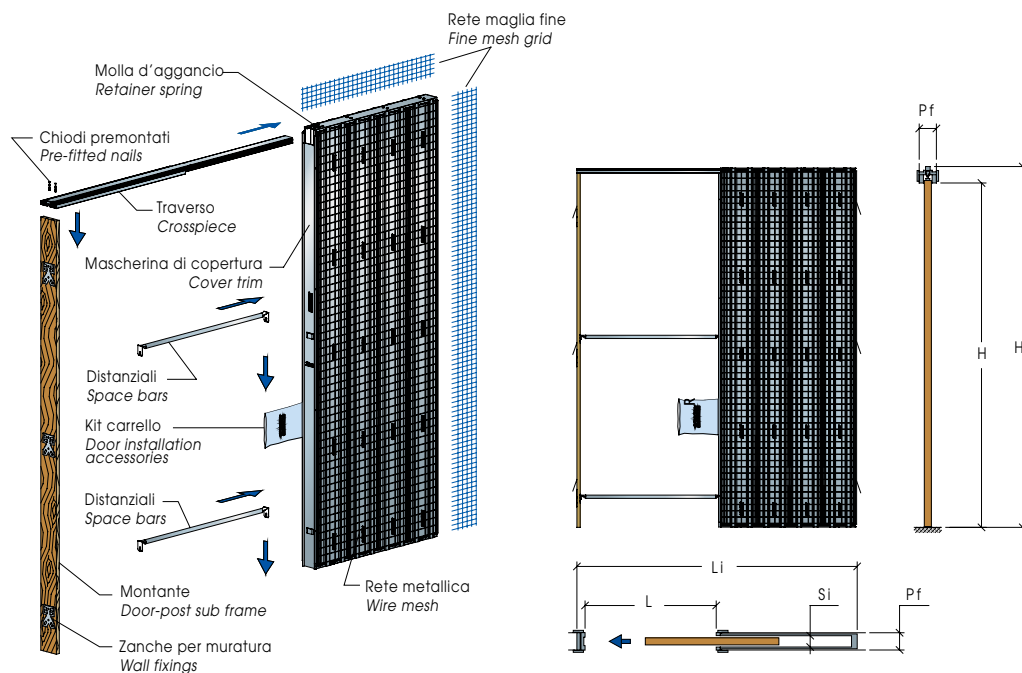 Rete maglia fine
Fine mesh grid
Molla d'aggancio
Retainer spring
Chiodi premontati
Pre-fitted nails
Traverso
Crosspiece
Mascherina di copertura
Cover trim
Distanziali
Space bars
Kit carrello
Door installation
accessories
Distanziali
Space bars
Montante
Door-post sub frame
Zanche per muratura
Wall fixings
Rete metallica
Wire mesh
R
Pf
H
H
Li
L
Si
Pf